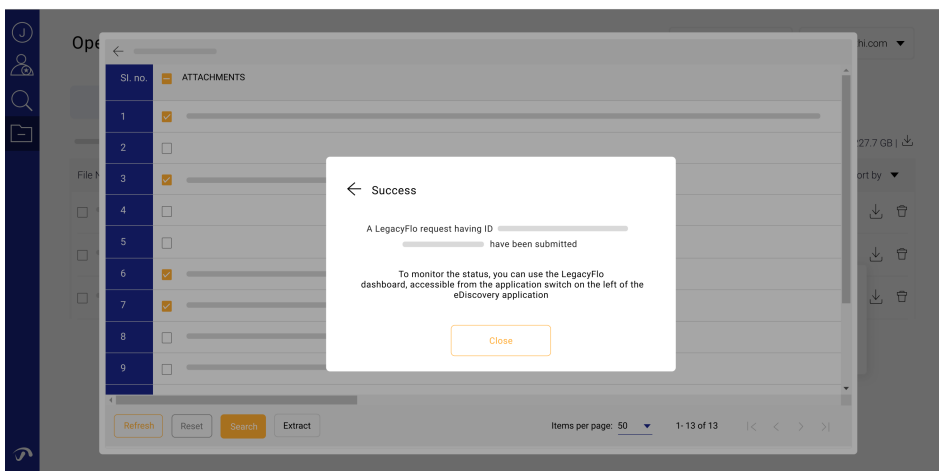 J
Ope
hi.com
Sl. no. ATTACHMENTS
1
2
27.7 GB |
File N
3
Sort by
4
5
6
7
8
9
Success
A LegacyFlo request having ID
have been submitted
To monitor the status, you can use the LegacyFlo
dashboard, accessible from the application switch on the left of the
eDiscovery application
Close
Refresh Reset Search Extract Items per page: 50 1- 13 of 13